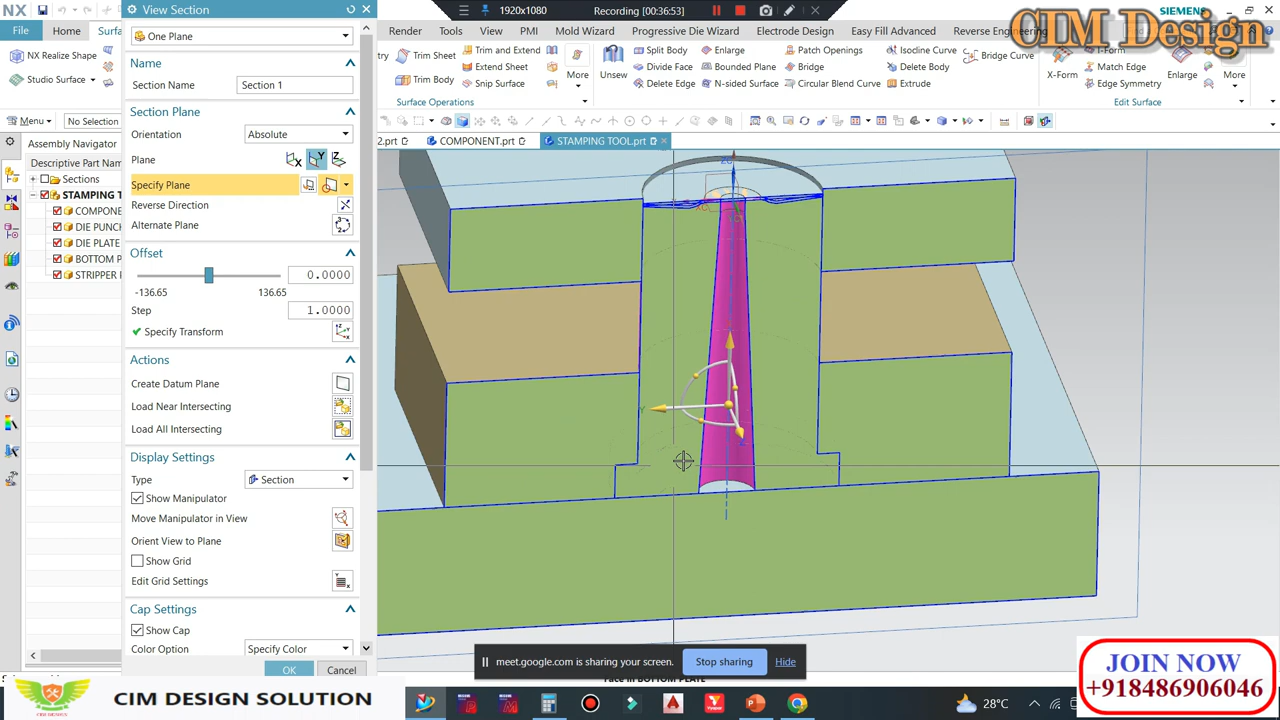 NX
View Section
1920x1080
Recording [00:36:53]
SIEMENS
CIM Design
File
Home
Surfa
Render
Tools
View
PMI
Mold Wizard
Progressive Die Wizard
Electrode Design
Easy Fill Advanced
Reverse Engineering
NX Realize Shape
Studio Surface
One Plane
Name
Section Name
Section 1
Trim Sheet
Trim Body
Trim and Extend
Extend Sheet
Snip Surface
More
Unsew
Split Body
Divide Face
Delete Edge
Enlarge
Bounded Plane
N-sided Surface
Patch Openings
Bridge
Circular Blend Curve
Isocline Curve
Delete Body
Extrude
Bridge Curve
X-Form
I-Form
Match Edge
Edge Symmetry
Enlarge
More
Surface Operations
Edit Surface
Menu
No Selection
2.prt
COMPONENT.prt
STAMPING TOOL.prt
Assembly Navigator
Descriptive Part Nam
Sections
STAMPING T
COMPON
DIE PUNC
DIE PLATE
BOTTOM P
STRIPPER I
Section Plane
Orientation
Absolute
Plane
Specify Plane
Reverse Direction
Alternate Plane
Offset
0.0000
-136.65
136.65
Step
1.0000
Specify Transform
Actions
Create Datum Plane
Load Near Intersecting
Load All Intersecting
Display Settings
Type
Section
Show Manipulator
Move Manipulator in View
Orient View to Plane
Show Grid
Edit Grid Settings
Cap Settings
Show Cap
Color Option
Specify Color
OK
Cancel
meet.google.com is sharing your screen.
Stop sharing
Hide
Face in BOTTOM PLATE
CIM DESIGN SOLUTION
28°C
JOIN NOW
+918486906046